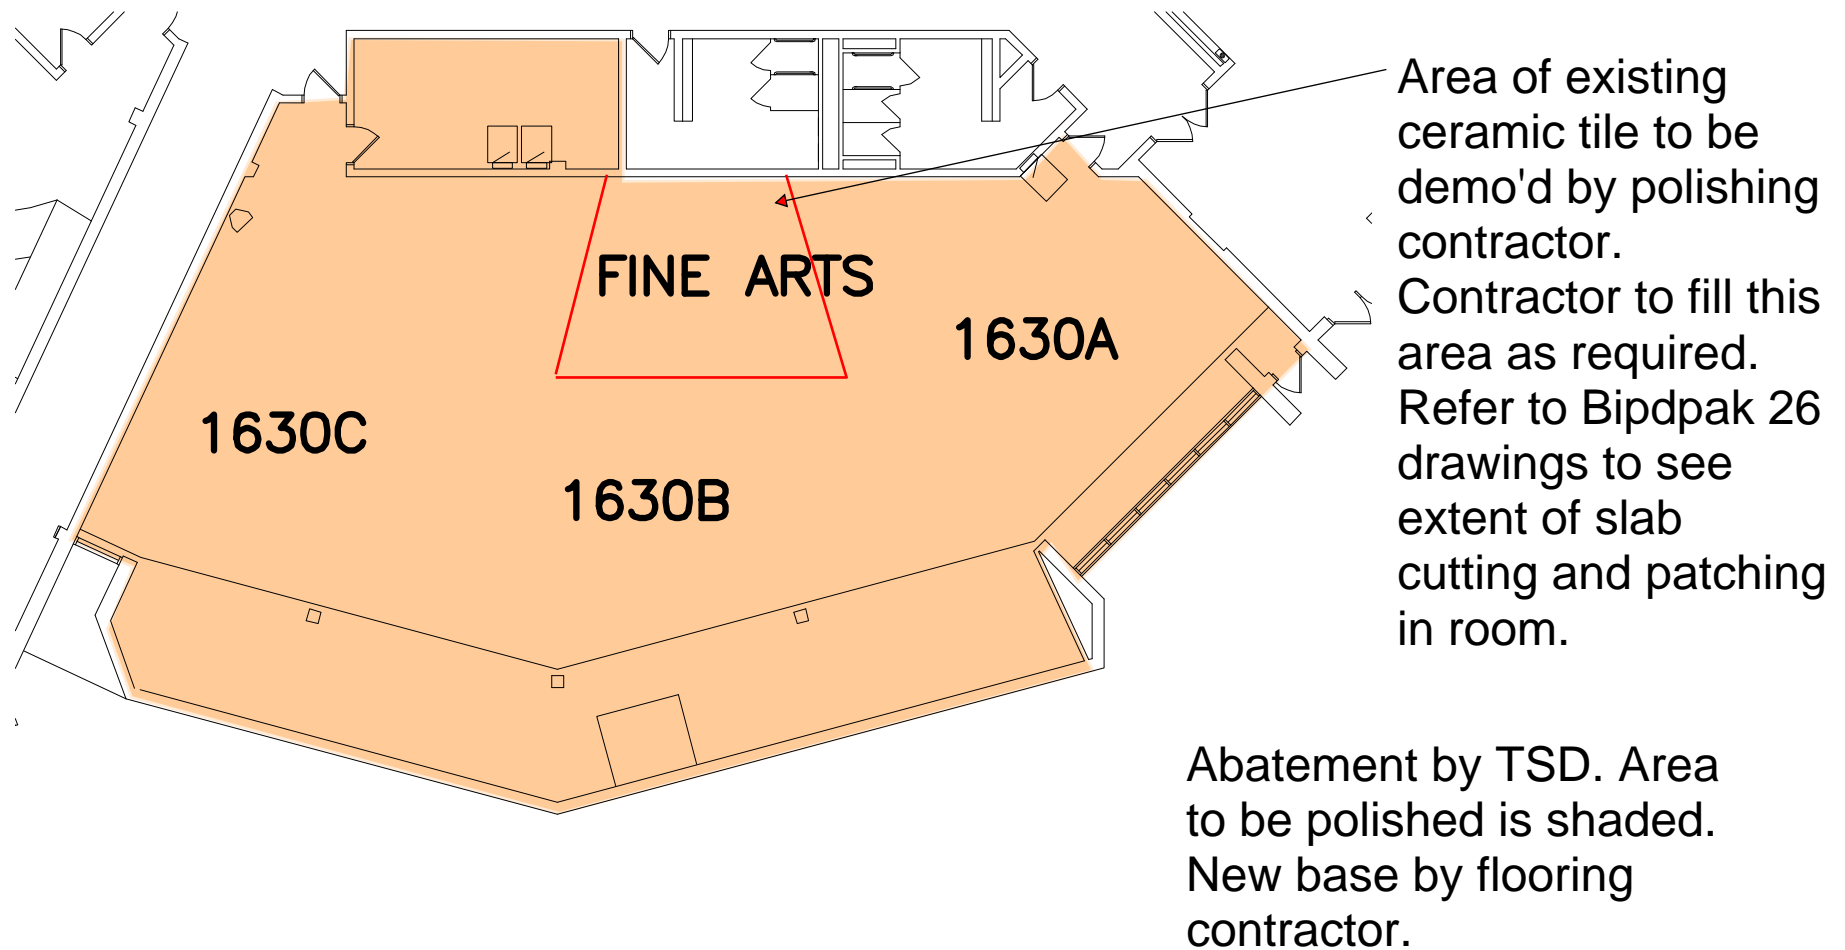 Area of existing
ceramic tile to be
demo'd by polishing
contractor.
Contractor to fill this
area as required.
Refer to Bipdpak 26
drawings to see
extent of slab
cutting and patching
in room.
FINE ARTS
1630A
1630C
1630B
Abatement by TSD. Area
to be polished is shaded.
New base by flooring
contractor.